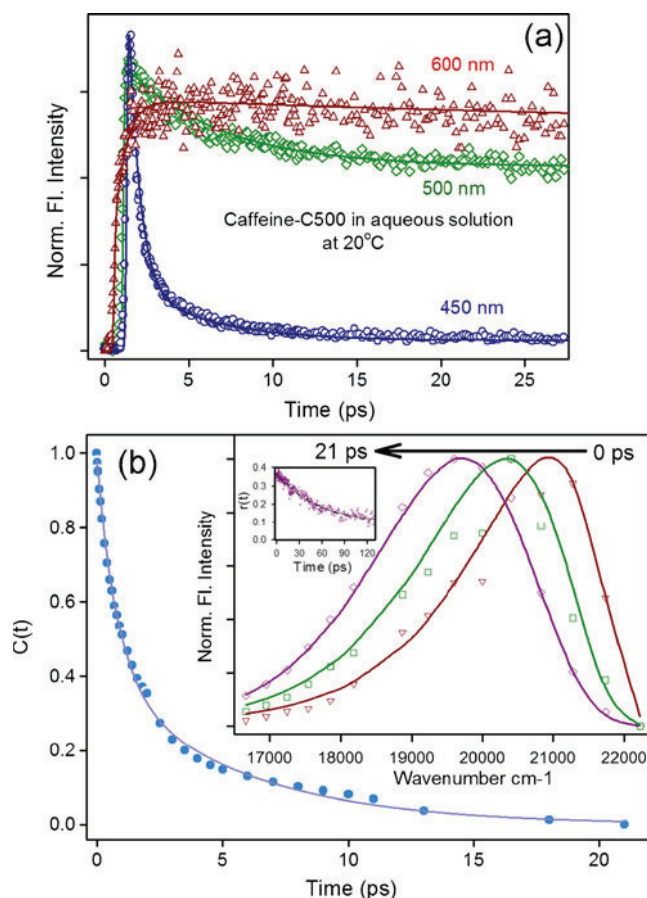 (a)
600 nm
500 nm
Caffeine-C500 in aqueous solution
at 20°C
450 nm
Norm. Fl. Intensity
0 5 10 15 20 25
Time (ps)
(b)
21 ps 0 ps
1.0
0.8
0.6
0.4
0.2
0.0
C(t)
0.4
0.3
0.2
0.1
0.0
r(t)
0 30 60 90 120
Time (ps)
Norm. Fl. Intensity
17000 18000 19000 20000 21000 22000
Wavenumber cm-1
0 5 10 15 20
Time (ps)